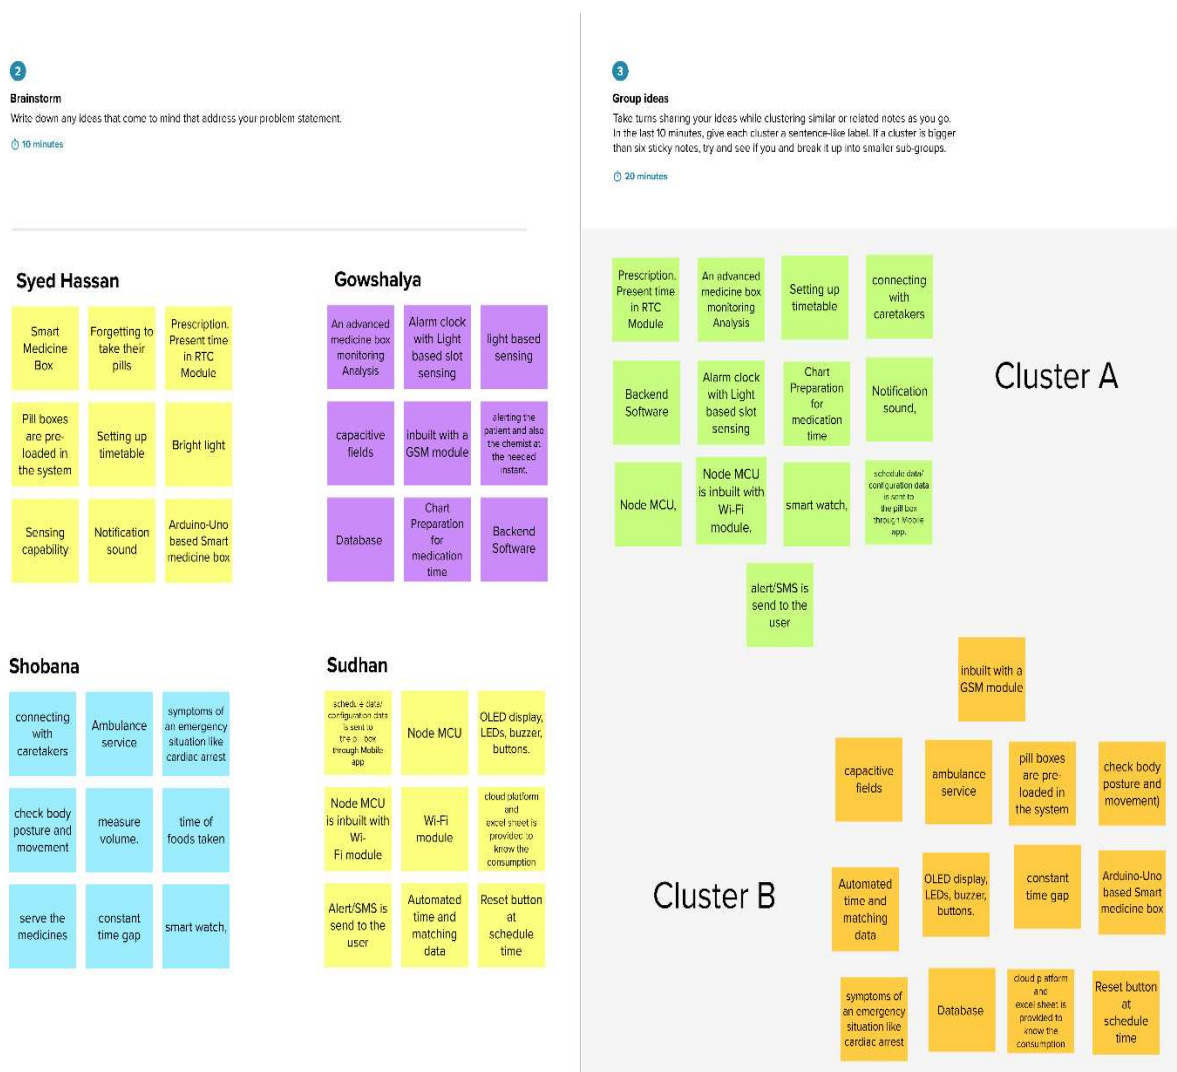 2
Brainstorm
Write down any ideas that come to mind that address your problem statement.
10 minutes
Syed Hassan
Smart
Medicine
Box
Forgetting to
take their
pills
Prescription.
Present time
in RTC
Module
Pill boxes
are pre-
loaded in
the system
Setting up
timetable
Bright light
Sensing
capability
Notification
sound
Arduino-Uno
based Smart
medicine box
Gowshalya
An advanced
medicine box
monitoring
Analysis
Alarm clock
with Light
based slot
sensing
light based
sensing
capacitive
fields
inbuilt with a
GSM module
alerting the
patient and also
the chemist at
the needed
instant.
Database
Chart
Preparation
for
medication
time
Backend
Software
Shobana
connecting
with
caretakers
Ambulance
service
symptoms of
an emergency
situation like
cardiac arrest
check body
posture and
movement
measure
volume.
time of
foods taken
serve the
medicines
constant
time gap
smart watch,
Sudhan
schedule data/
configuration data
is sent to
the pill box
through Mobile
app
Node MCU
OLED display,
LEDs, buzzer,
buttons.
Node MCU
is inbuilt with
Wi-
Fi module
Wi-Fi
module
cloud platform
and
excel sheet is
provided to
know the
consumption
Alert/SMS is
send to the
user
Automated
time and
matching
data
Reset button
at
schedule
time
3
Group ideas
Take turns sharing your ideas while clustering similar or related notes as you go.
In the last 10 minutes, give each cluster a sentence-like label. If a cluster is bigger
than six sticky notes, try and see if you and break it up into smaller sub-groups.
20 minutes
Cluster A
Prescription.
Present time
in RTC
Module
An advanced
medicine box
monitoring
Analysis
Setting up
timetable
connecting
with
caretakers
Backend
Software
Alarm clock
with Light
based slot
sensing
Chart
Preparation
for
medication
time
Notification
sound,
Node MCU,
Node MCU
is inbuilt with
Wi-Fi
module.
smart watch,
schedule data/
configuration data
is sent to
the pill box
through Mobile
app.
alert/SMS is
send to the
user
Cluster B
inbuilt with a
GSM module
capacitive
fields
ambulance
service
pill boxes
are pre-
loaded in
the system
check body
posture and
movement)
Automated
time and
matching
data
OLED display,
LEDs, buzzer,
buttons.
constant
time gap
Arduino-Uno
based Smart
medicine box
symptoms of
an emergency
situation like
cardiac arrest
Database
cloud platform
and
excel sheet is
provided to
know the
consumption
Reset button
at
schedule
time